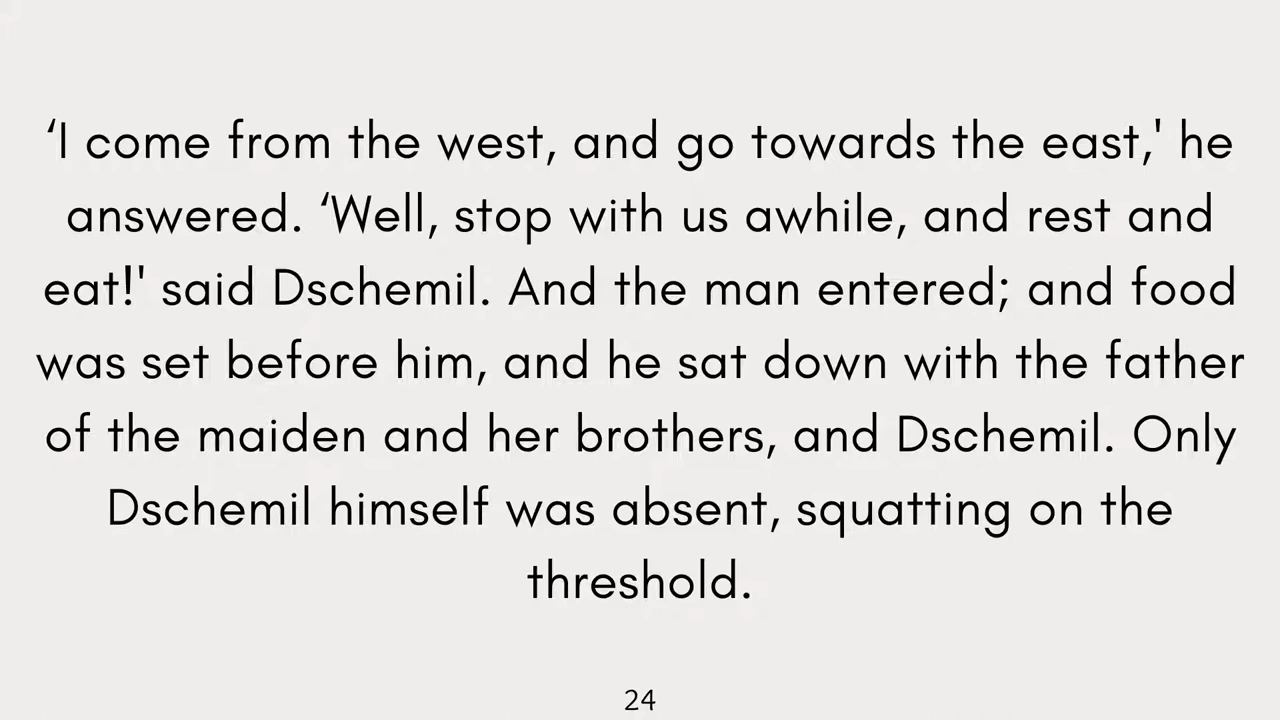 ‘I come from the west, and go towards the east,' he
answered. ‘Well, stop with us awhile, and rest and
eat!' said Dschemil. And the man entered; and food
was set before him, and he sat down with the father
of the maiden and her brothers, and Dschemil. Only
Dschemil himself was absent, squatting on the
threshold.
24